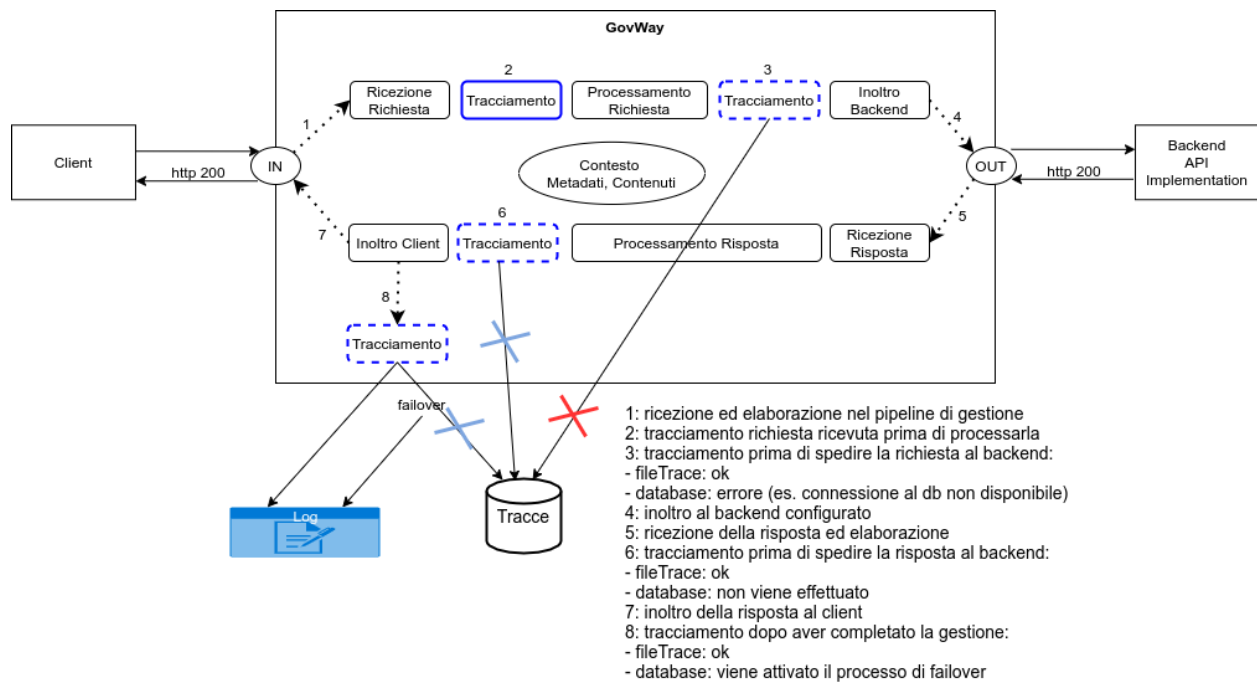 GovWay
2
3
Ricezione
Richiesta
Tracciamento
Processamento
Richiesta
Tracciamento
Inoltro
Backend
1
4
Client
http 200
IN
Contesto
Metadati, Contenuti
OUT
http 200
Backend
API
Implementation
7
6
5
Inoltro Client
Tracciamento
Processamento Risposta
Ricezione
Risposta
8
Tracciamento
failover
Log
Tracce
1: ricezione ed elaborazione nel pipeline di gestione
2: tracciamento richiesta ricevuta prima di processarla
3: tracciamento prima di spedire la richiesta al backend:
- fileTrace: ok
- database: errore (es. connessione al db non disponibile)
4: inoltro al backend configurato
5: ricezione della risposta ed elaborazione
6: tracciamento prima di spedire la risposta al backend:
- fileTrace: ok
- database: non viene effettuato
7: inoltro della risposta al client
8: tracciamento dopo aver completato la gestione:
- fileTrace: ok
- database: viene attivato il processo di failover